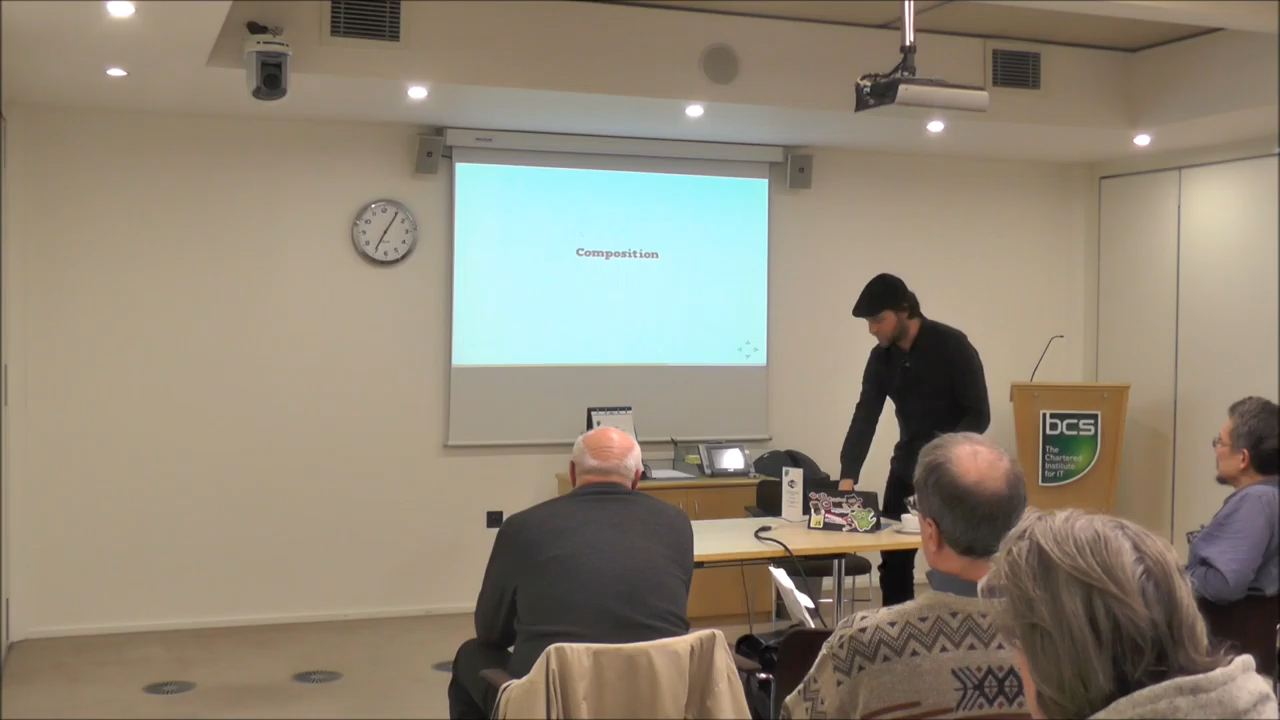 Composition
bcs
The
Chartered
Institute
for IT